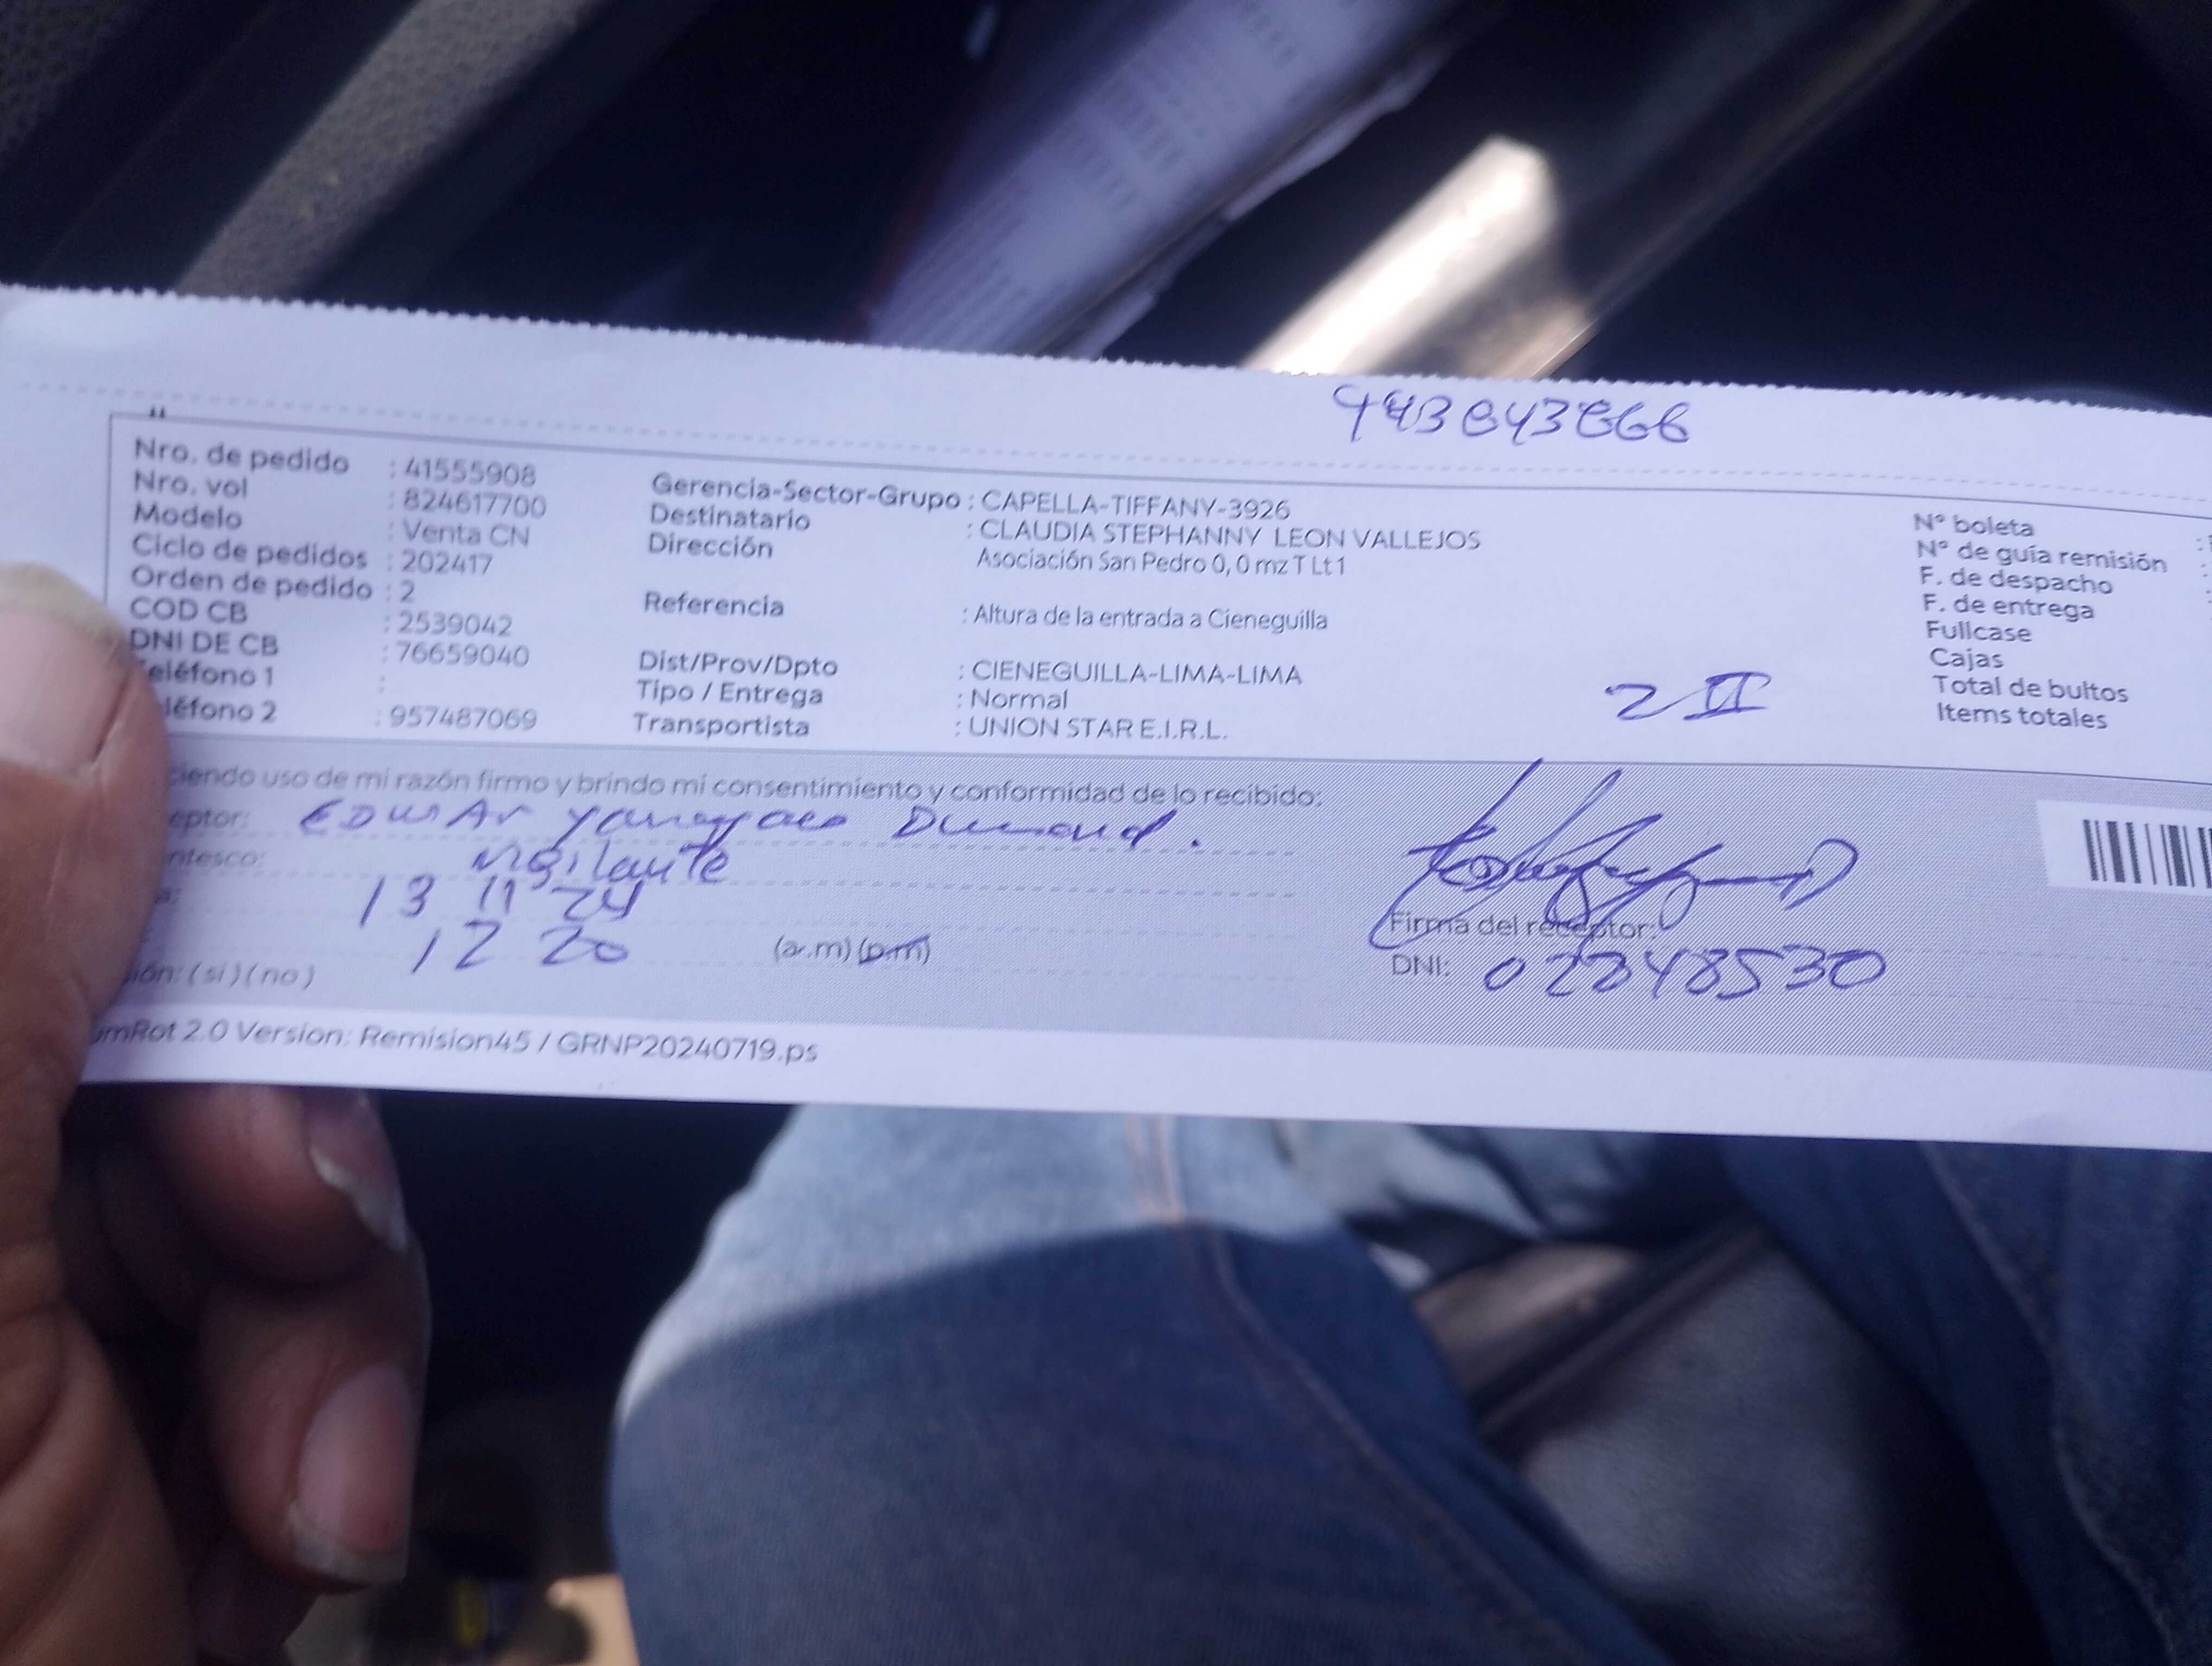 943843866
Nro. de pedido : 41555908
Nro. vol : 824617700
Modelo : Venta CN
Ciclo de pedidos : 202417
Orden de pedido : 2
COD CB : 2539042
DNI DE CB : 76659040
eléfono 1 :
léfono 2 : 957487069
Gerencia-Sector-Grupo : CAPELLA-TIFFANY-3926
Destinatario : CLAUDIA STEPHANNY LEON VALLEJOS
Dirección Asociación San Pedro 0, 0 mz T Lt 1
Referencia : Altura de la entrada a Cieneguilla
Dist/Prov/Dpto : CIENEGUILLA-LIMA-LIMA
Tipo / Entrega : Normal
Transportista : UNION STAR E.I.R.L.
2 II
N° boleta :
N° de guía remisión :
F. de despacho :
F. de entrega
Fullcase
Cajas
Total de bultos
Items totales
ciendo uso de mi razón firmo y brindo mi consentimiento y conformidad de lo recibido:
eptor:
ntesco: vigilante
13 11 24
12 20 (a.m) (p.m)
ión: (si) (no)
Firma del receptor:
DNI: 02848530
omRot 2.0 Version: Remision45 / GRNP20240719.ps